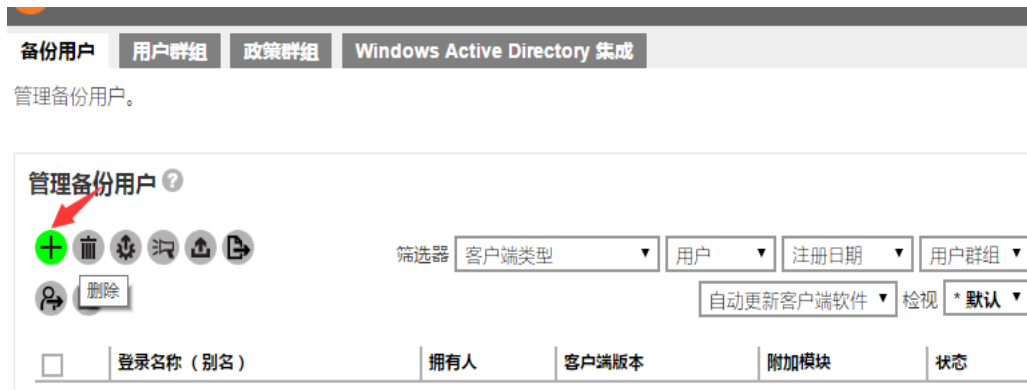 备份用户 用户群组 政策群组 Windows Active Directory 集成
管理备份用户。
管理备份用户 ?
筛选器 客户端类型 用户 注册日期 用户群组
删除
自动更新客户端软件 检视 * 默认
登录名称（别名） 拥有人 客户端版本 附加模块 状态